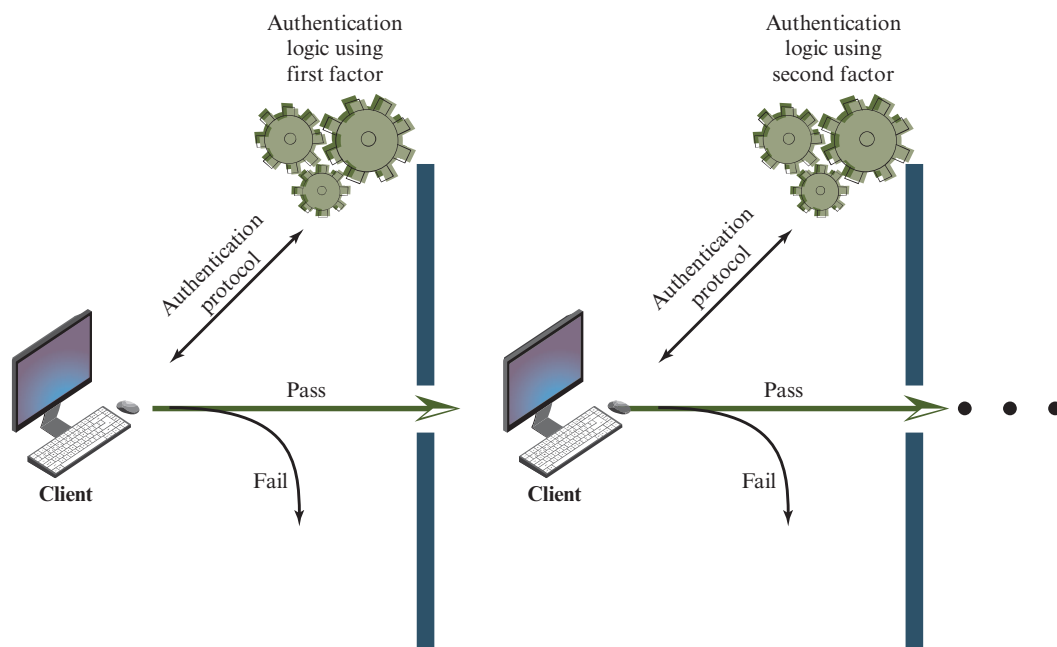 Authentication
logic using
first factor
Authentication
protocol
Pass
Fail
Client
Authentication
logic using
second factor
Authentication
protocol
Pass
Fail
Client